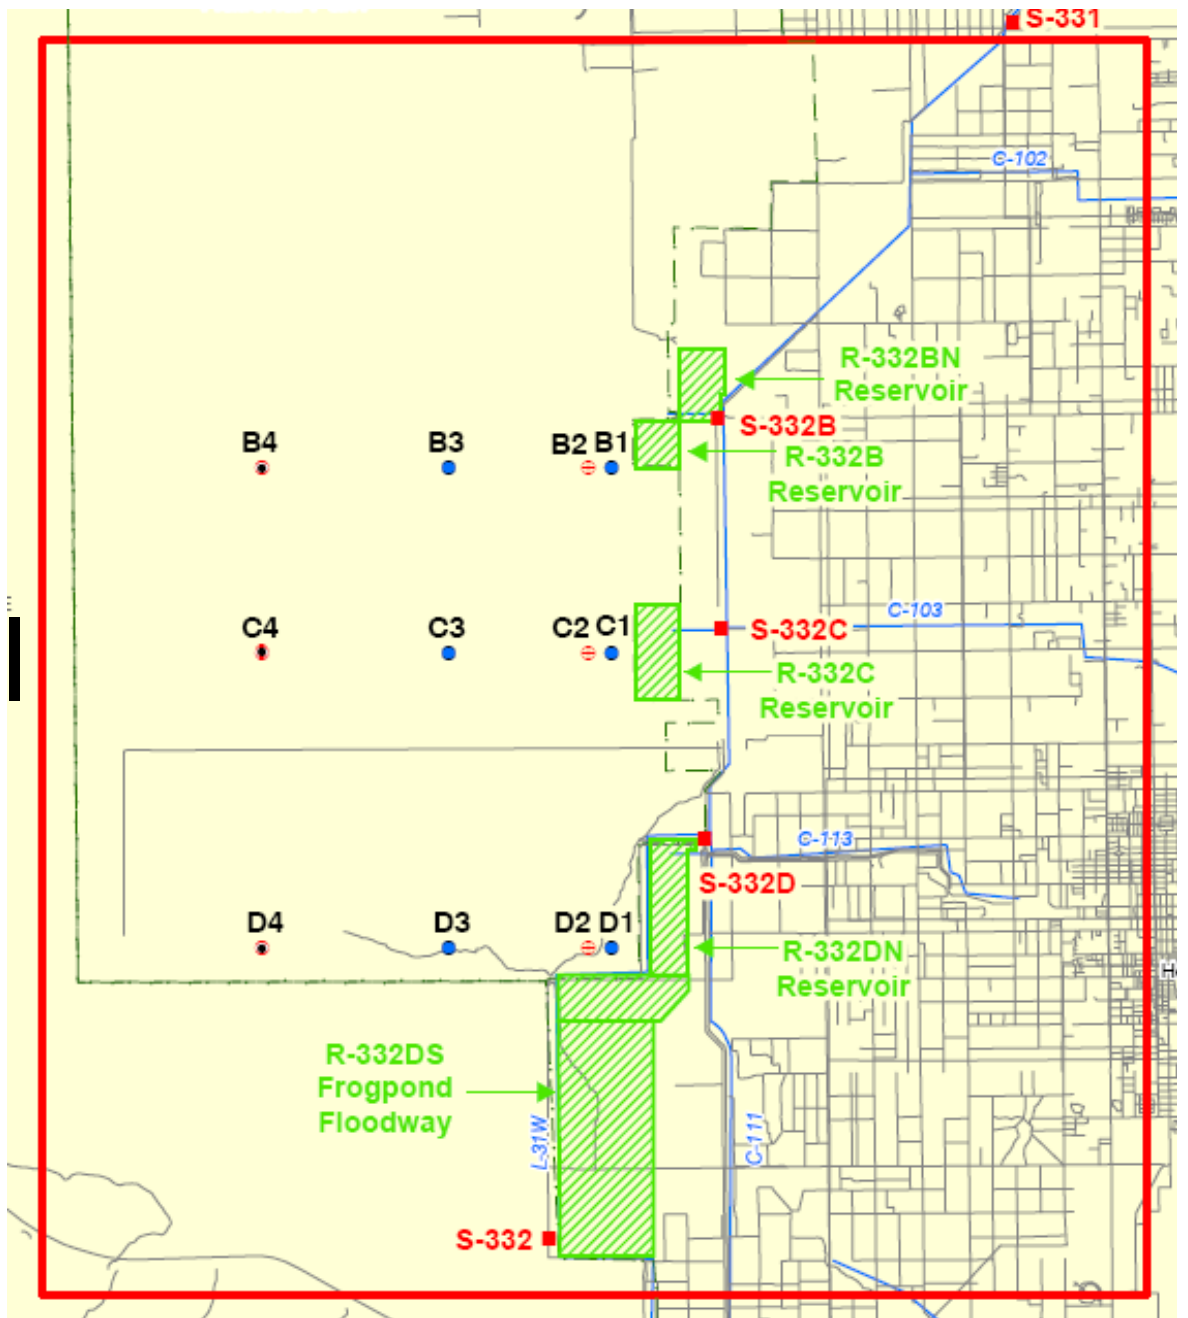 S-331
C-102
R-332BN
Reservoir
S-332B
B4
B3
B2
B1
R-332B
Reservoir
C-103
C4
C3
C2
C1
S-332C
R-332C
Reservoir
C-113
S-332D
D4
D3
D2
D1
R-332DN
Reservoir
R-332DS
Frogpond
Floodway
L-31W
C-111
S-332